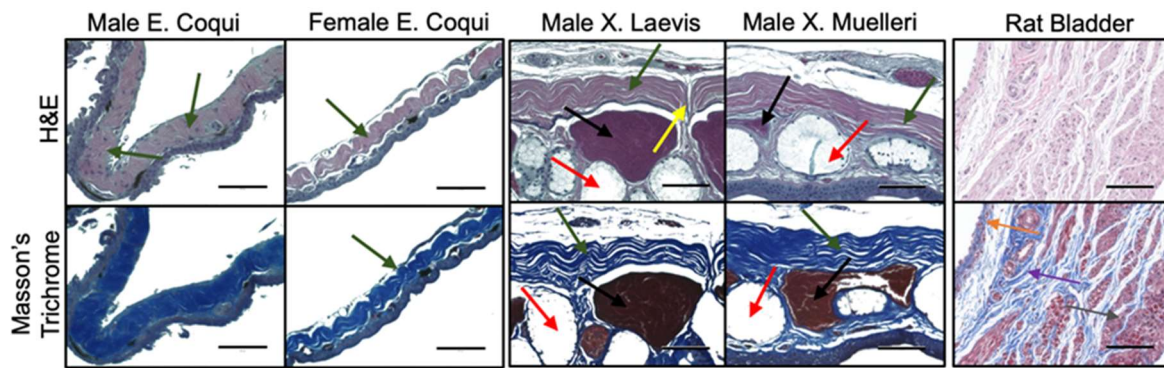 Male E. Coqui
Female E. Coqui
Male X. Laevis
Male X. Muelleri
Rat Bladder
H&E
Masson's
Trichrome